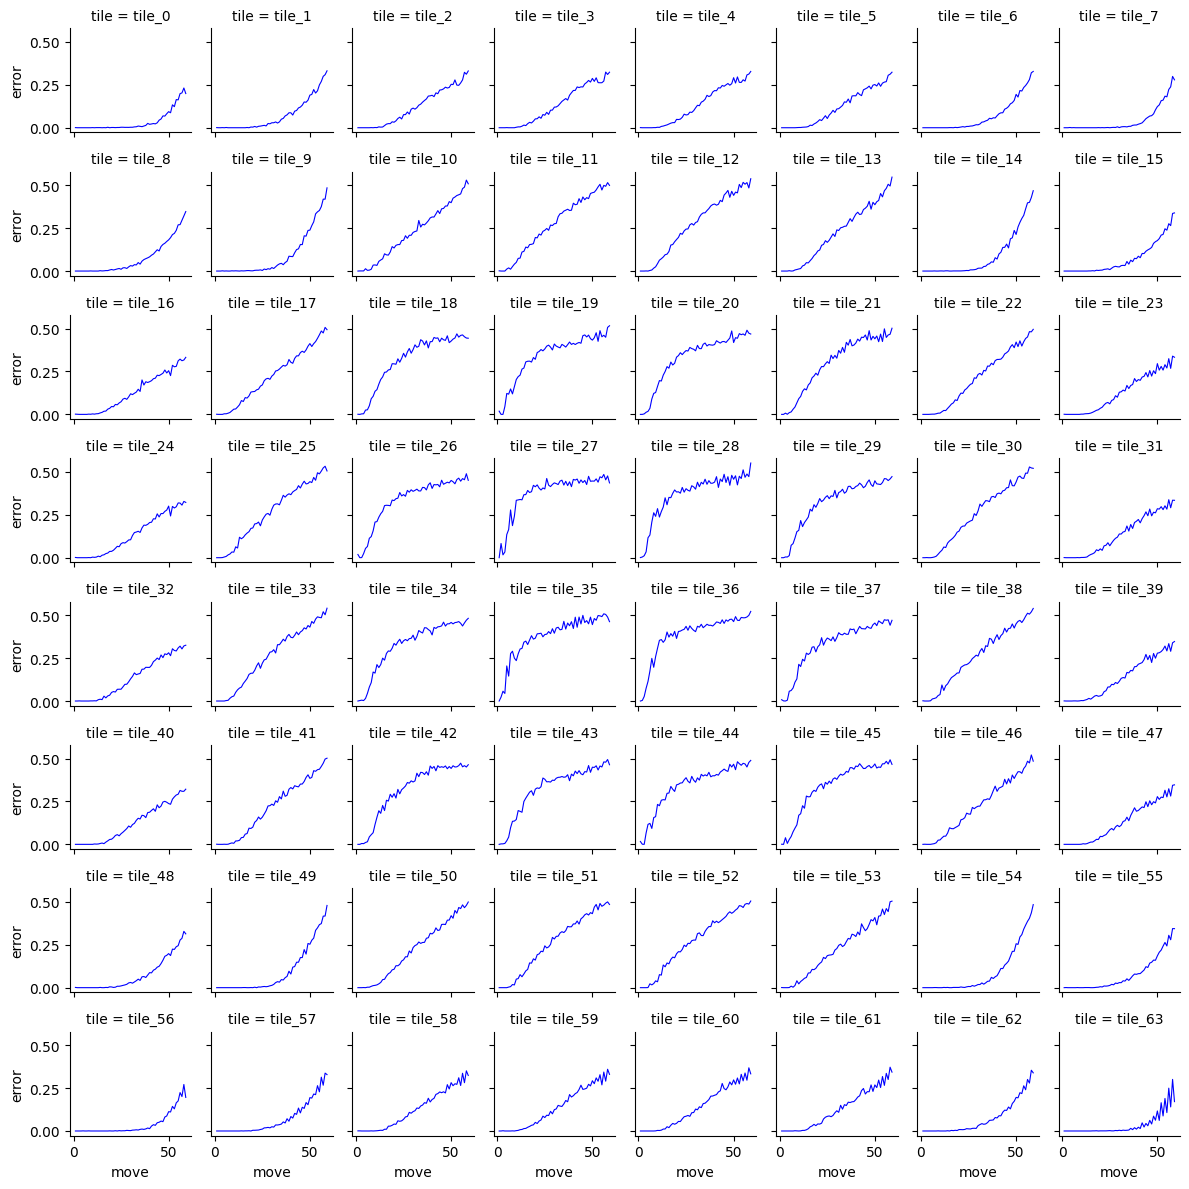 tile = tile_0 tile = tile_1 tile = tile_2 tile = tile_3 tile = tile_4 tile = tile_5 tile = tile_6 tile = tile_7
0.50
0.25
0.00
error
tile = tile_8 tile = tile_9 tile = tile_10 tile = tile_11 tile = tile_12 tile = tile_13 tile = tile_14 tile = tile_15
0.50
0.25
0.00
error
tile = tile_16 tile = tile_17 tile = tile_18 tile = tile_19 tile = tile_20 tile = tile_21 tile = tile_22 tile = tile_23
0.50
0.25
0.00
error
tile = tile_24 tile = tile_25 tile = tile_26 tile = tile_27 tile = tile_28 tile = tile_29 tile = tile_30 tile = tile_31
0.50
0.25
0.00
error
tile = tile_32 tile = tile_33 tile = tile_34 tile = tile_35 tile = tile_36 tile = tile_37 tile = tile_38 tile = tile_39
0.50
0.25
0.00
error
tile = tile_40 tile = tile_41 tile = tile_42 tile = tile_43 tile = tile_44 tile = tile_45 tile = tile_46 tile = tile_47
0.50
0.25
0.00
error
tile = tile_48 tile = tile_49 tile = tile_50 tile = tile_51 tile = tile_52 tile = tile_53 tile = tile_54 tile = tile_55
0.50
0.25
0.00
error
tile = tile_56 tile = tile_57 tile = tile_58 tile = tile_59 tile = tile_60 tile = tile_61 tile = tile_62 tile = tile_63
0.50
0.25
0.00
error
0 50 0 50 0 50 0 50 0 50 0 50 0 50 0 50
move move move move move move move move